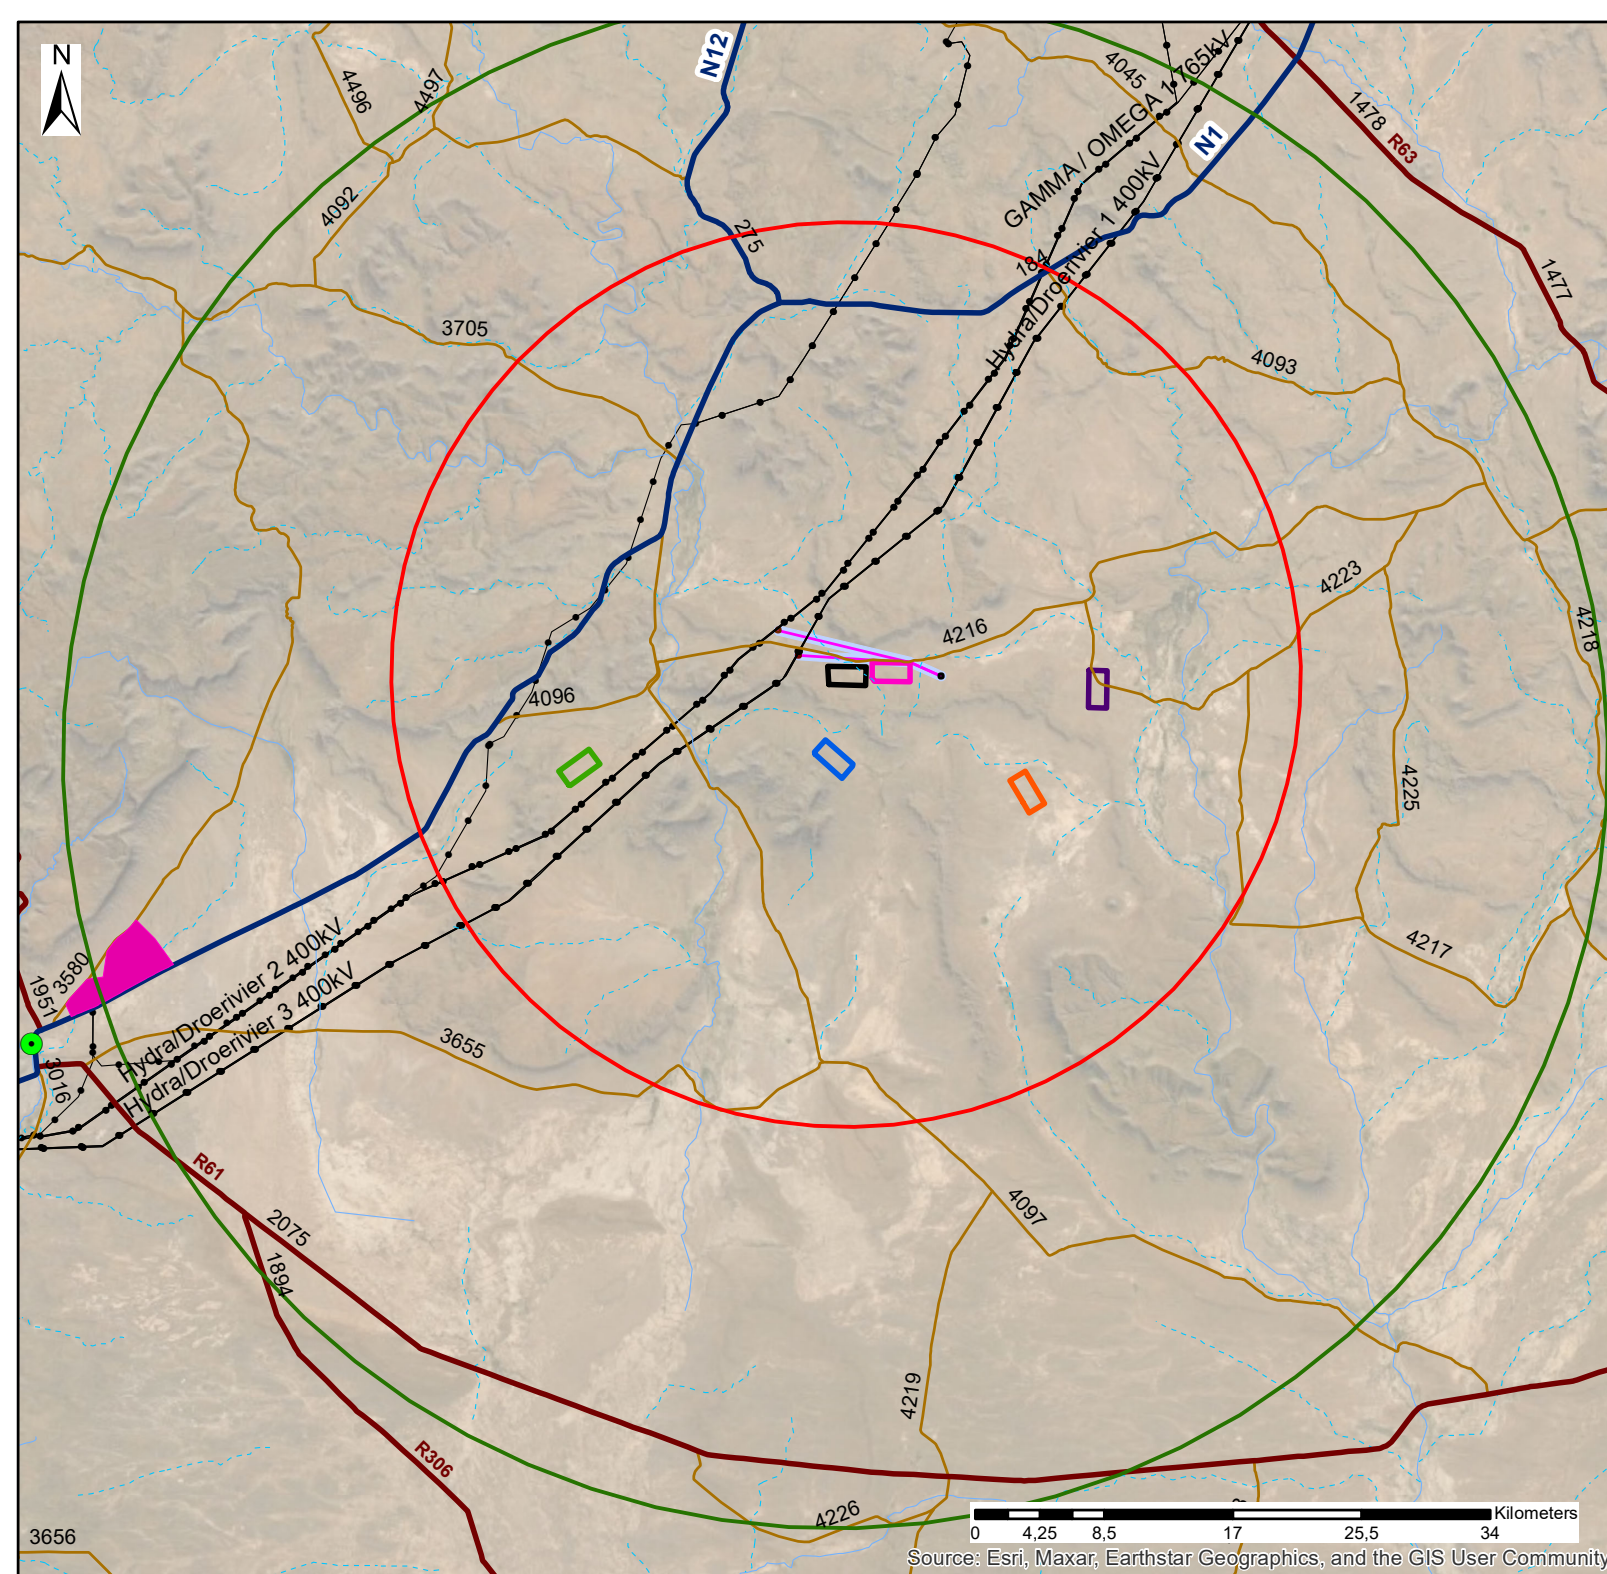 N
N12
4496
4497
4045
GAMMA / OMEGA 1 765kV
1478
R63
N1
4092
275
184
Hydra/Droerivier 1 400kV
1477
3705
4093
4223
4216
4218
4096
4225
4217
3580
1951
Hydra/Droerivier 2 400kV
Hydra/Droerivier 3 400kV
3655
3016
R61
2075
1894
4097
4219
R306
4226
3656
Kilometers
0 4,25 8,5 17 25,5 34
Source: Esri, Maxar, Earthstar Geographics, and the GIS User Community